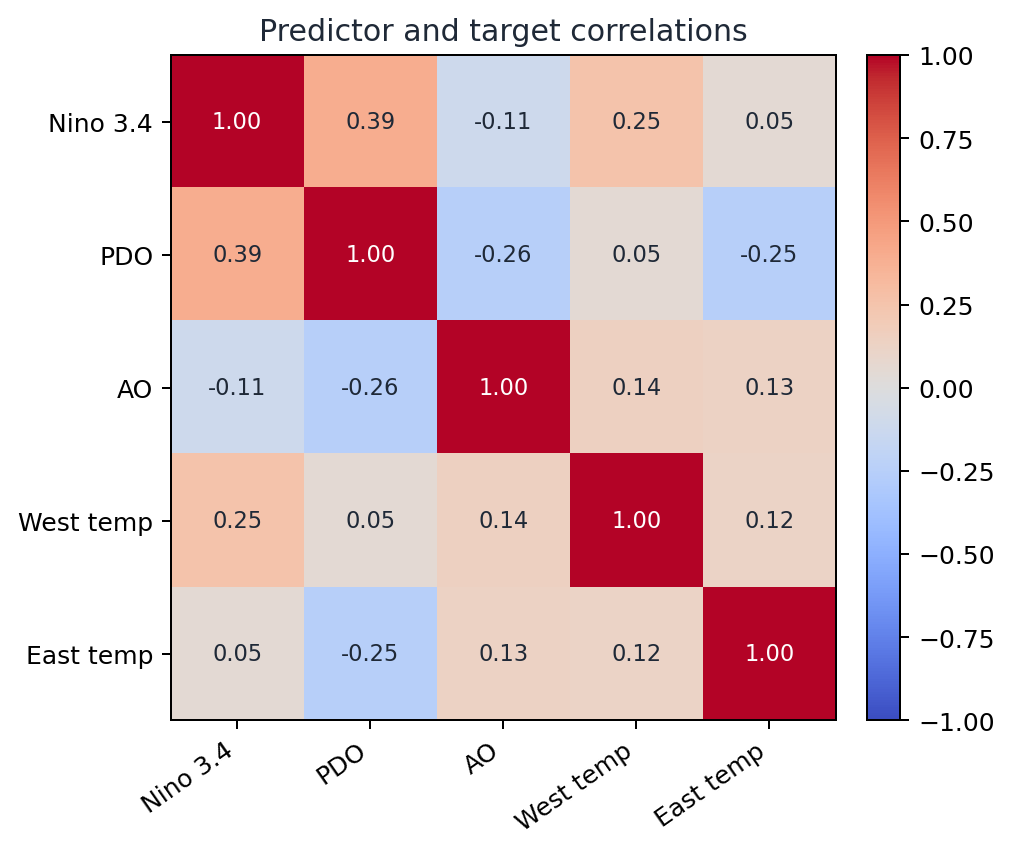 Predictor and target correlations
Nino 3.4 1.00 0.39 -0.11 0.25 0.05
PDO 0.39 1.00 -0.26 0.05 -0.25
AO -0.11 -0.26 1.00 0.14 0.13
West temp 0.25 0.05 0.14 1.00 0.12
East temp 0.05 -0.25 0.13 0.12 1.00
Nino 3.4 PDO AO West temp East temp
1.00
0.75
0.50
0.25
0.00
−0.25
−0.50
−0.75
−1.00